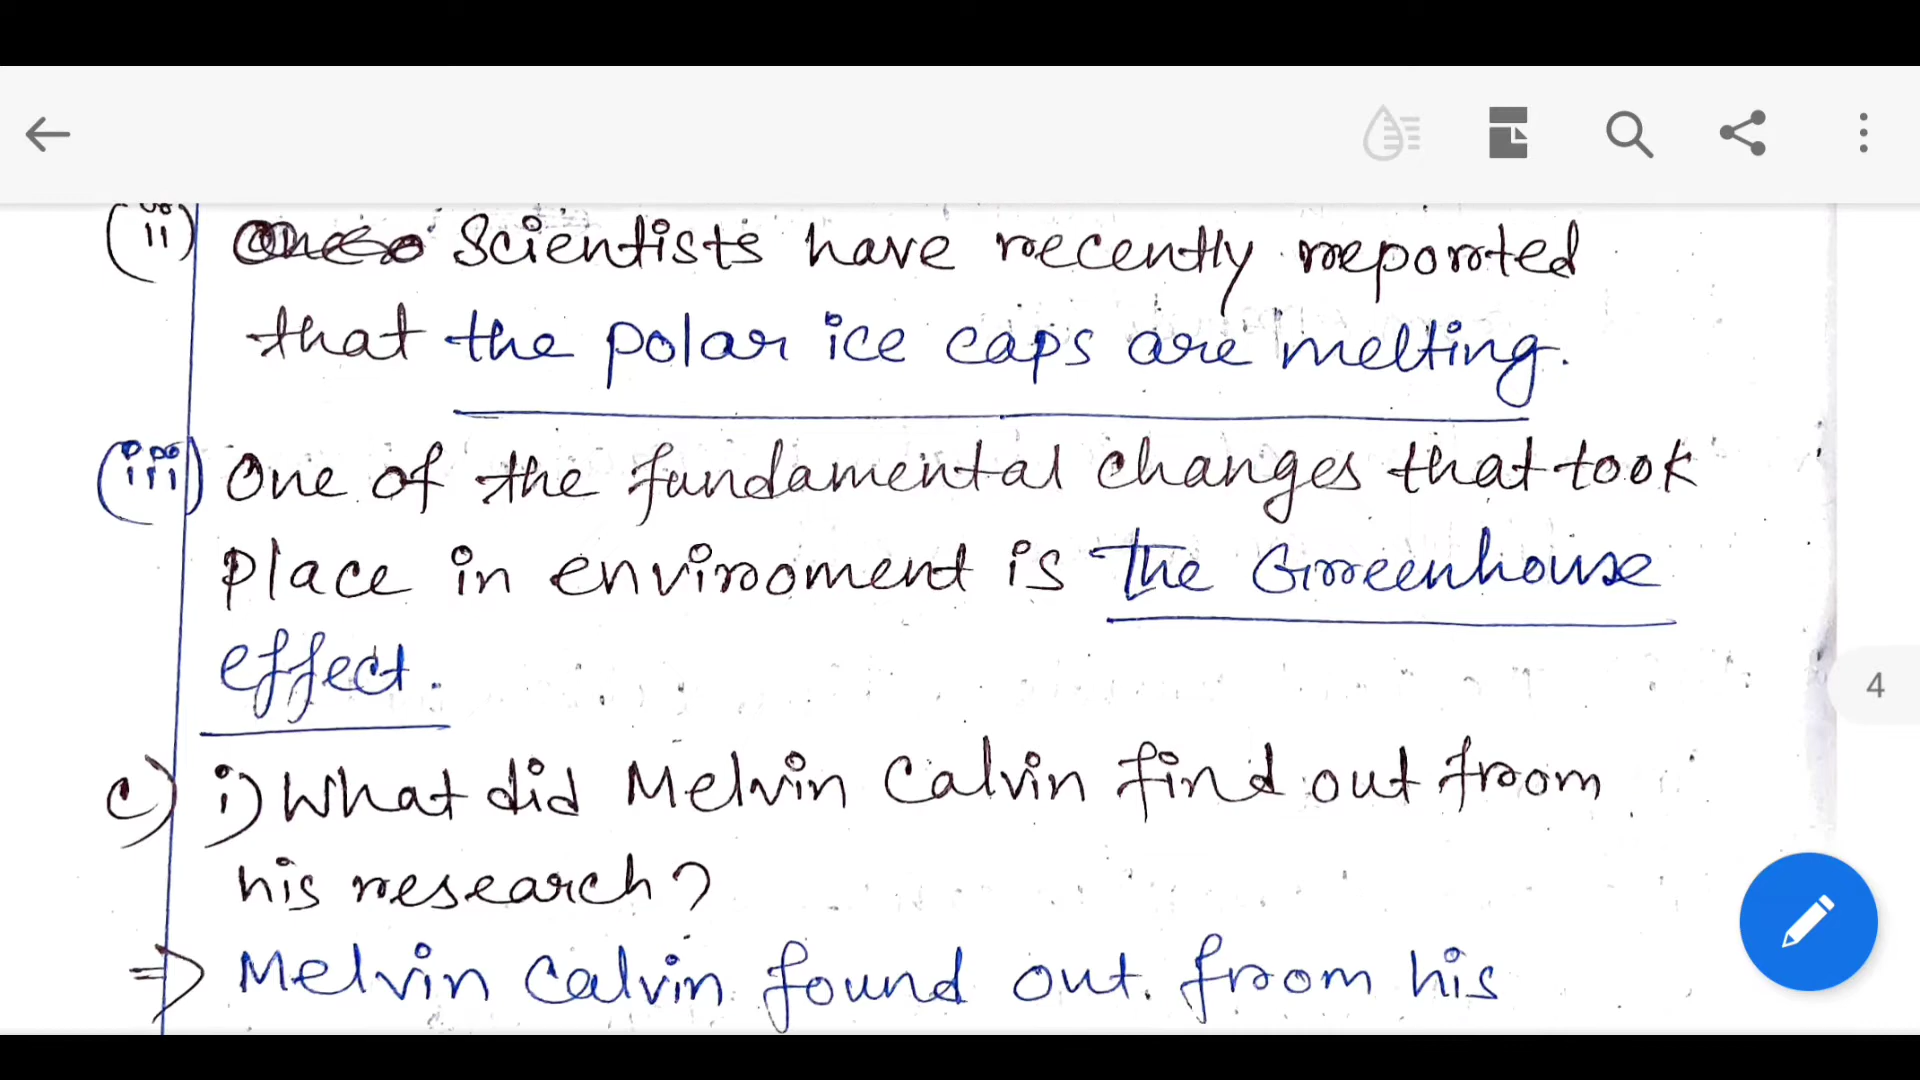 (ii) Scientists have recently reported
that the polar ice caps are melting.
(iii) One of the fundamental changes that took
place in enviroment is The Greenhouse
effect.
4
c) i) What did Melvin Calvin find out from
his research?
⇒ Melvin Calvin found out from his